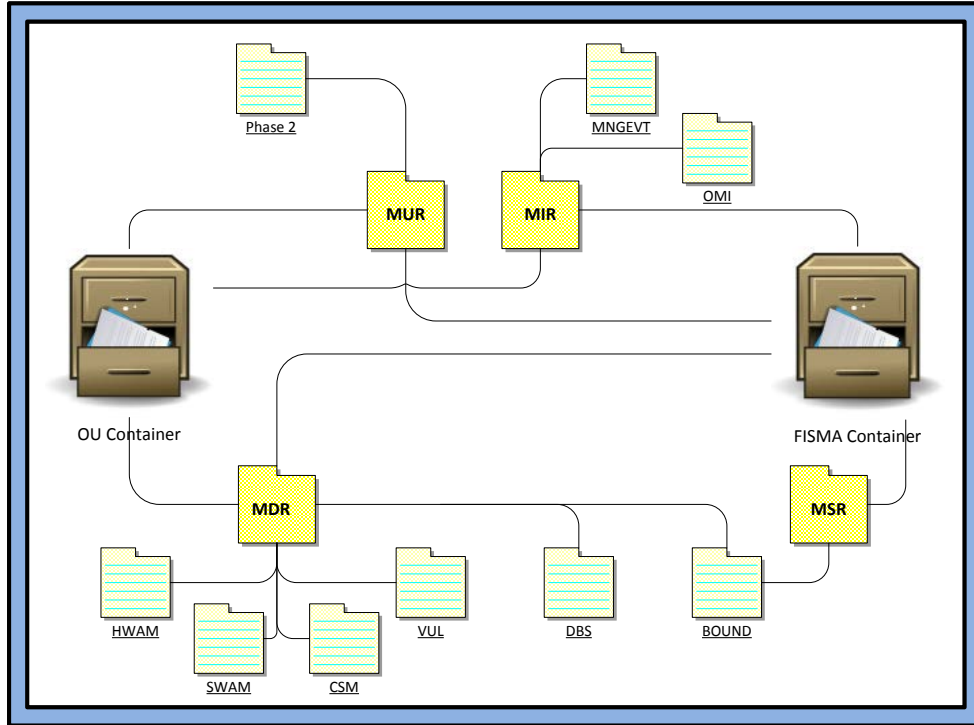 Phase 2
MNGEVT
OMI
MUR
MIR
OU Container
FISMA Container
MDR
MSR
HWAM
VUL
DBS
BOUND
SWAM
CSM